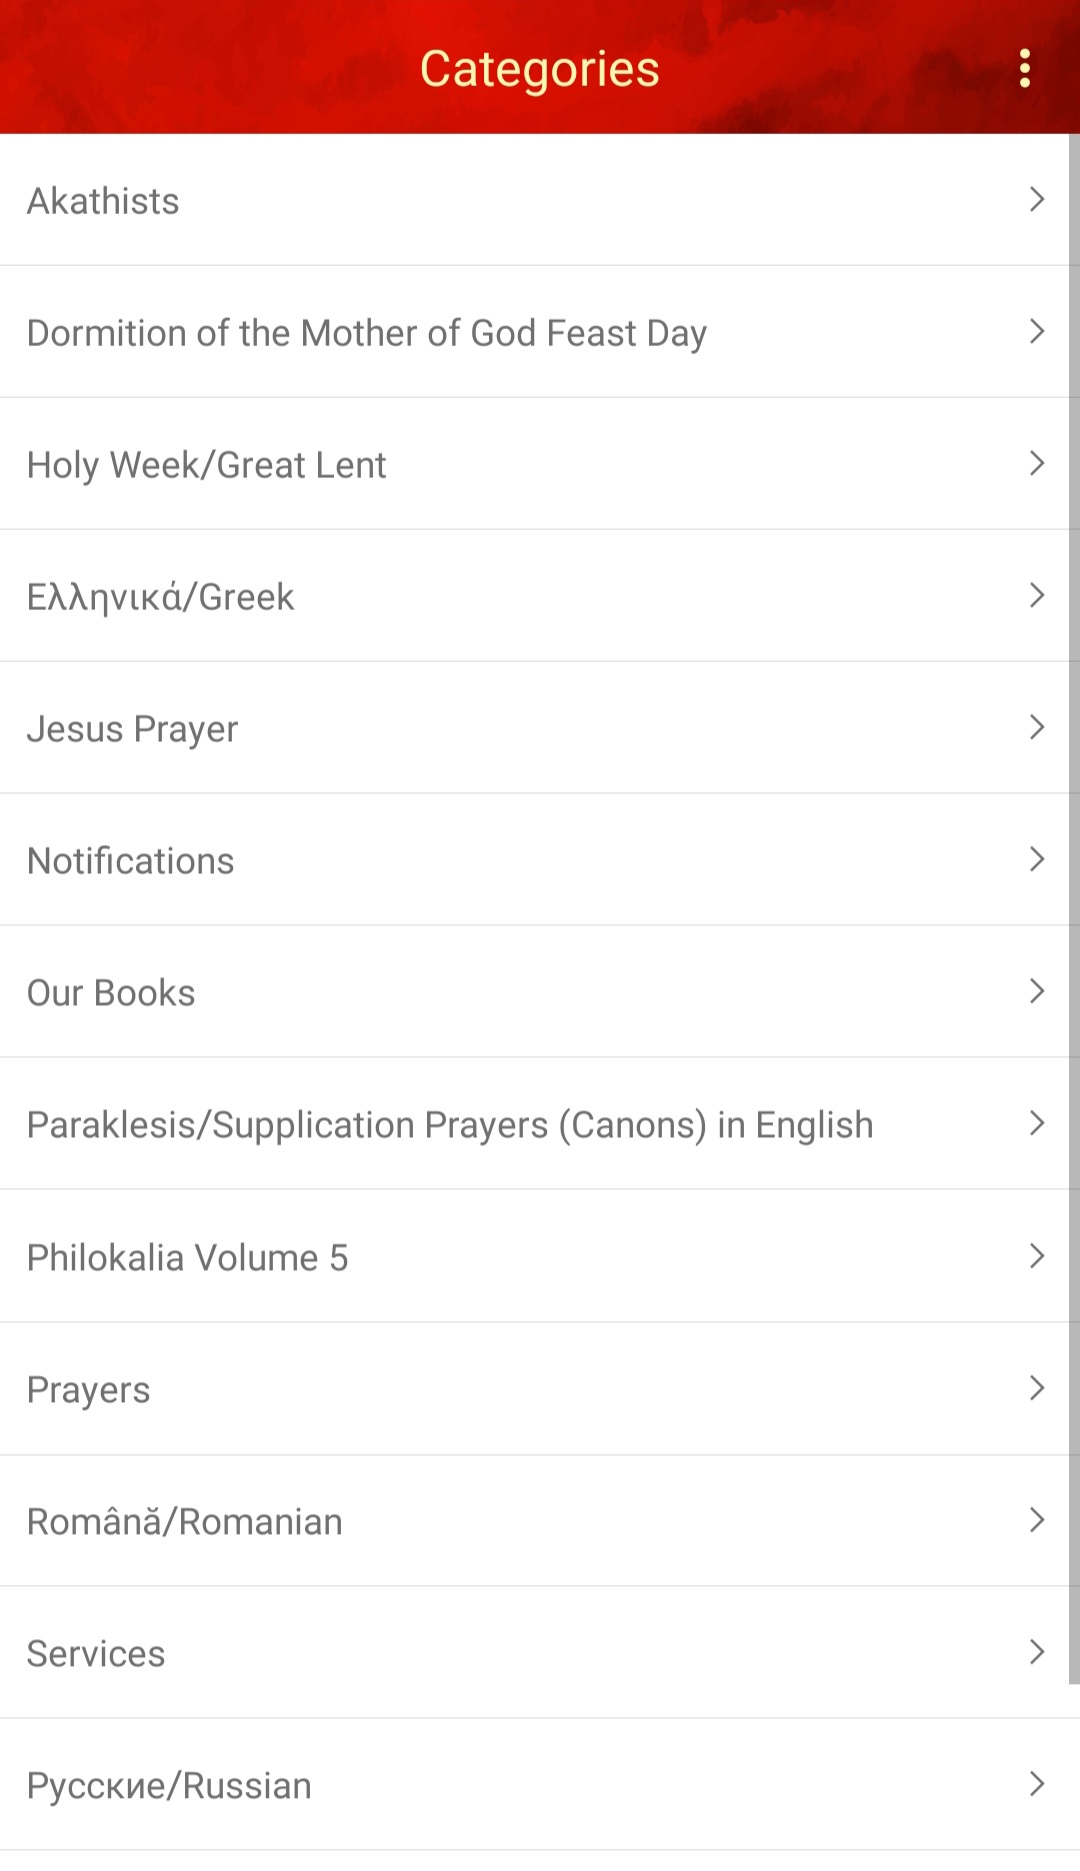 Categories
Akathists
Dormition of the Mother of God Feast Day
Holy Week/Great Lent
Ελληνικά/Greek
Jesus Prayer
Notifications
Our Books
Paraklesis/Supplication Prayers (Canons) in English
Philokalia Volume 5
Prayers
Română/Romanian
Services
Русские/Russian